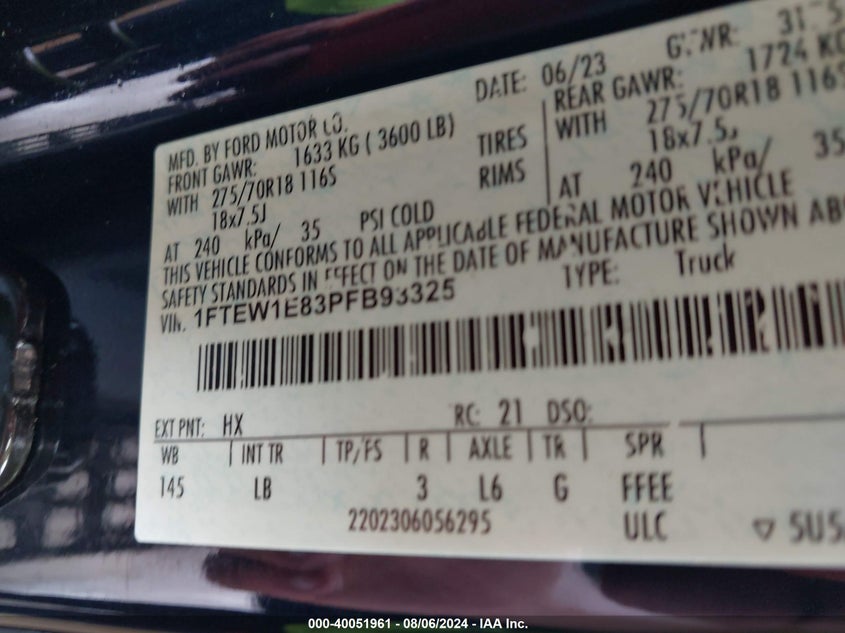 DATE: 06/23 GVWR:
MFD. BY FORD MOTOR CO.
FRONT GAWR: 1633 KG ( 3600 LB) REAR GAWR: 1724 KG
WITH 275/70R18 116S TIRES WITH 275/70R18 116S
18x7.5J RIMS 18x7.5J
AT 240 kPa/ 35 PSI COLD AT 240 kPa/ 35
THIS VEHICLE CONFORMS TO ALL APPLICABLE FEDERAL MOTOR VEHICLE
SAFETY STANDARDS IN EFFECT ON THE DATE OF MANUFACTURE SHOWN
VIN: 1FTEW1E83PFB93325 TYPE: Truck
EXT PNT: HX RC: 21 DSO:
WB INT TR TP/FS R AXLE TR SPR
145 LB 3 L6 G FFEE
2202306056295 ULC ▽ SUS
000-40051961 - 08/06/2024 - IAA Inc.